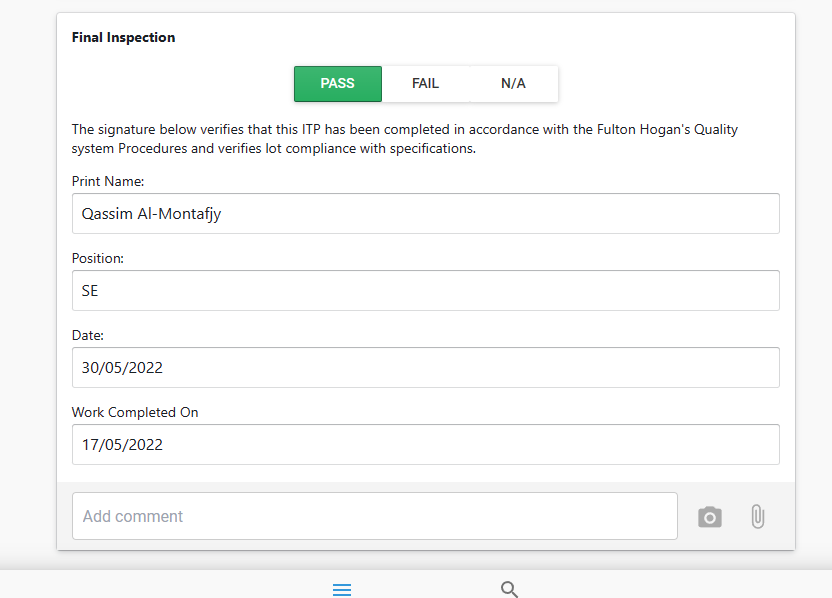 Final Inspection
PASS FAIL N/A
The signature below verifies that this ITP has been completed in accordance with the Fulton Hogan's Quality
system Procedures and verifies lot compliance with specifications.
Print Name:
Qassim Al-Montafjy
Position:
SE
Date:
30/05/2022
Work Completed On
17/05/2022
Add comment